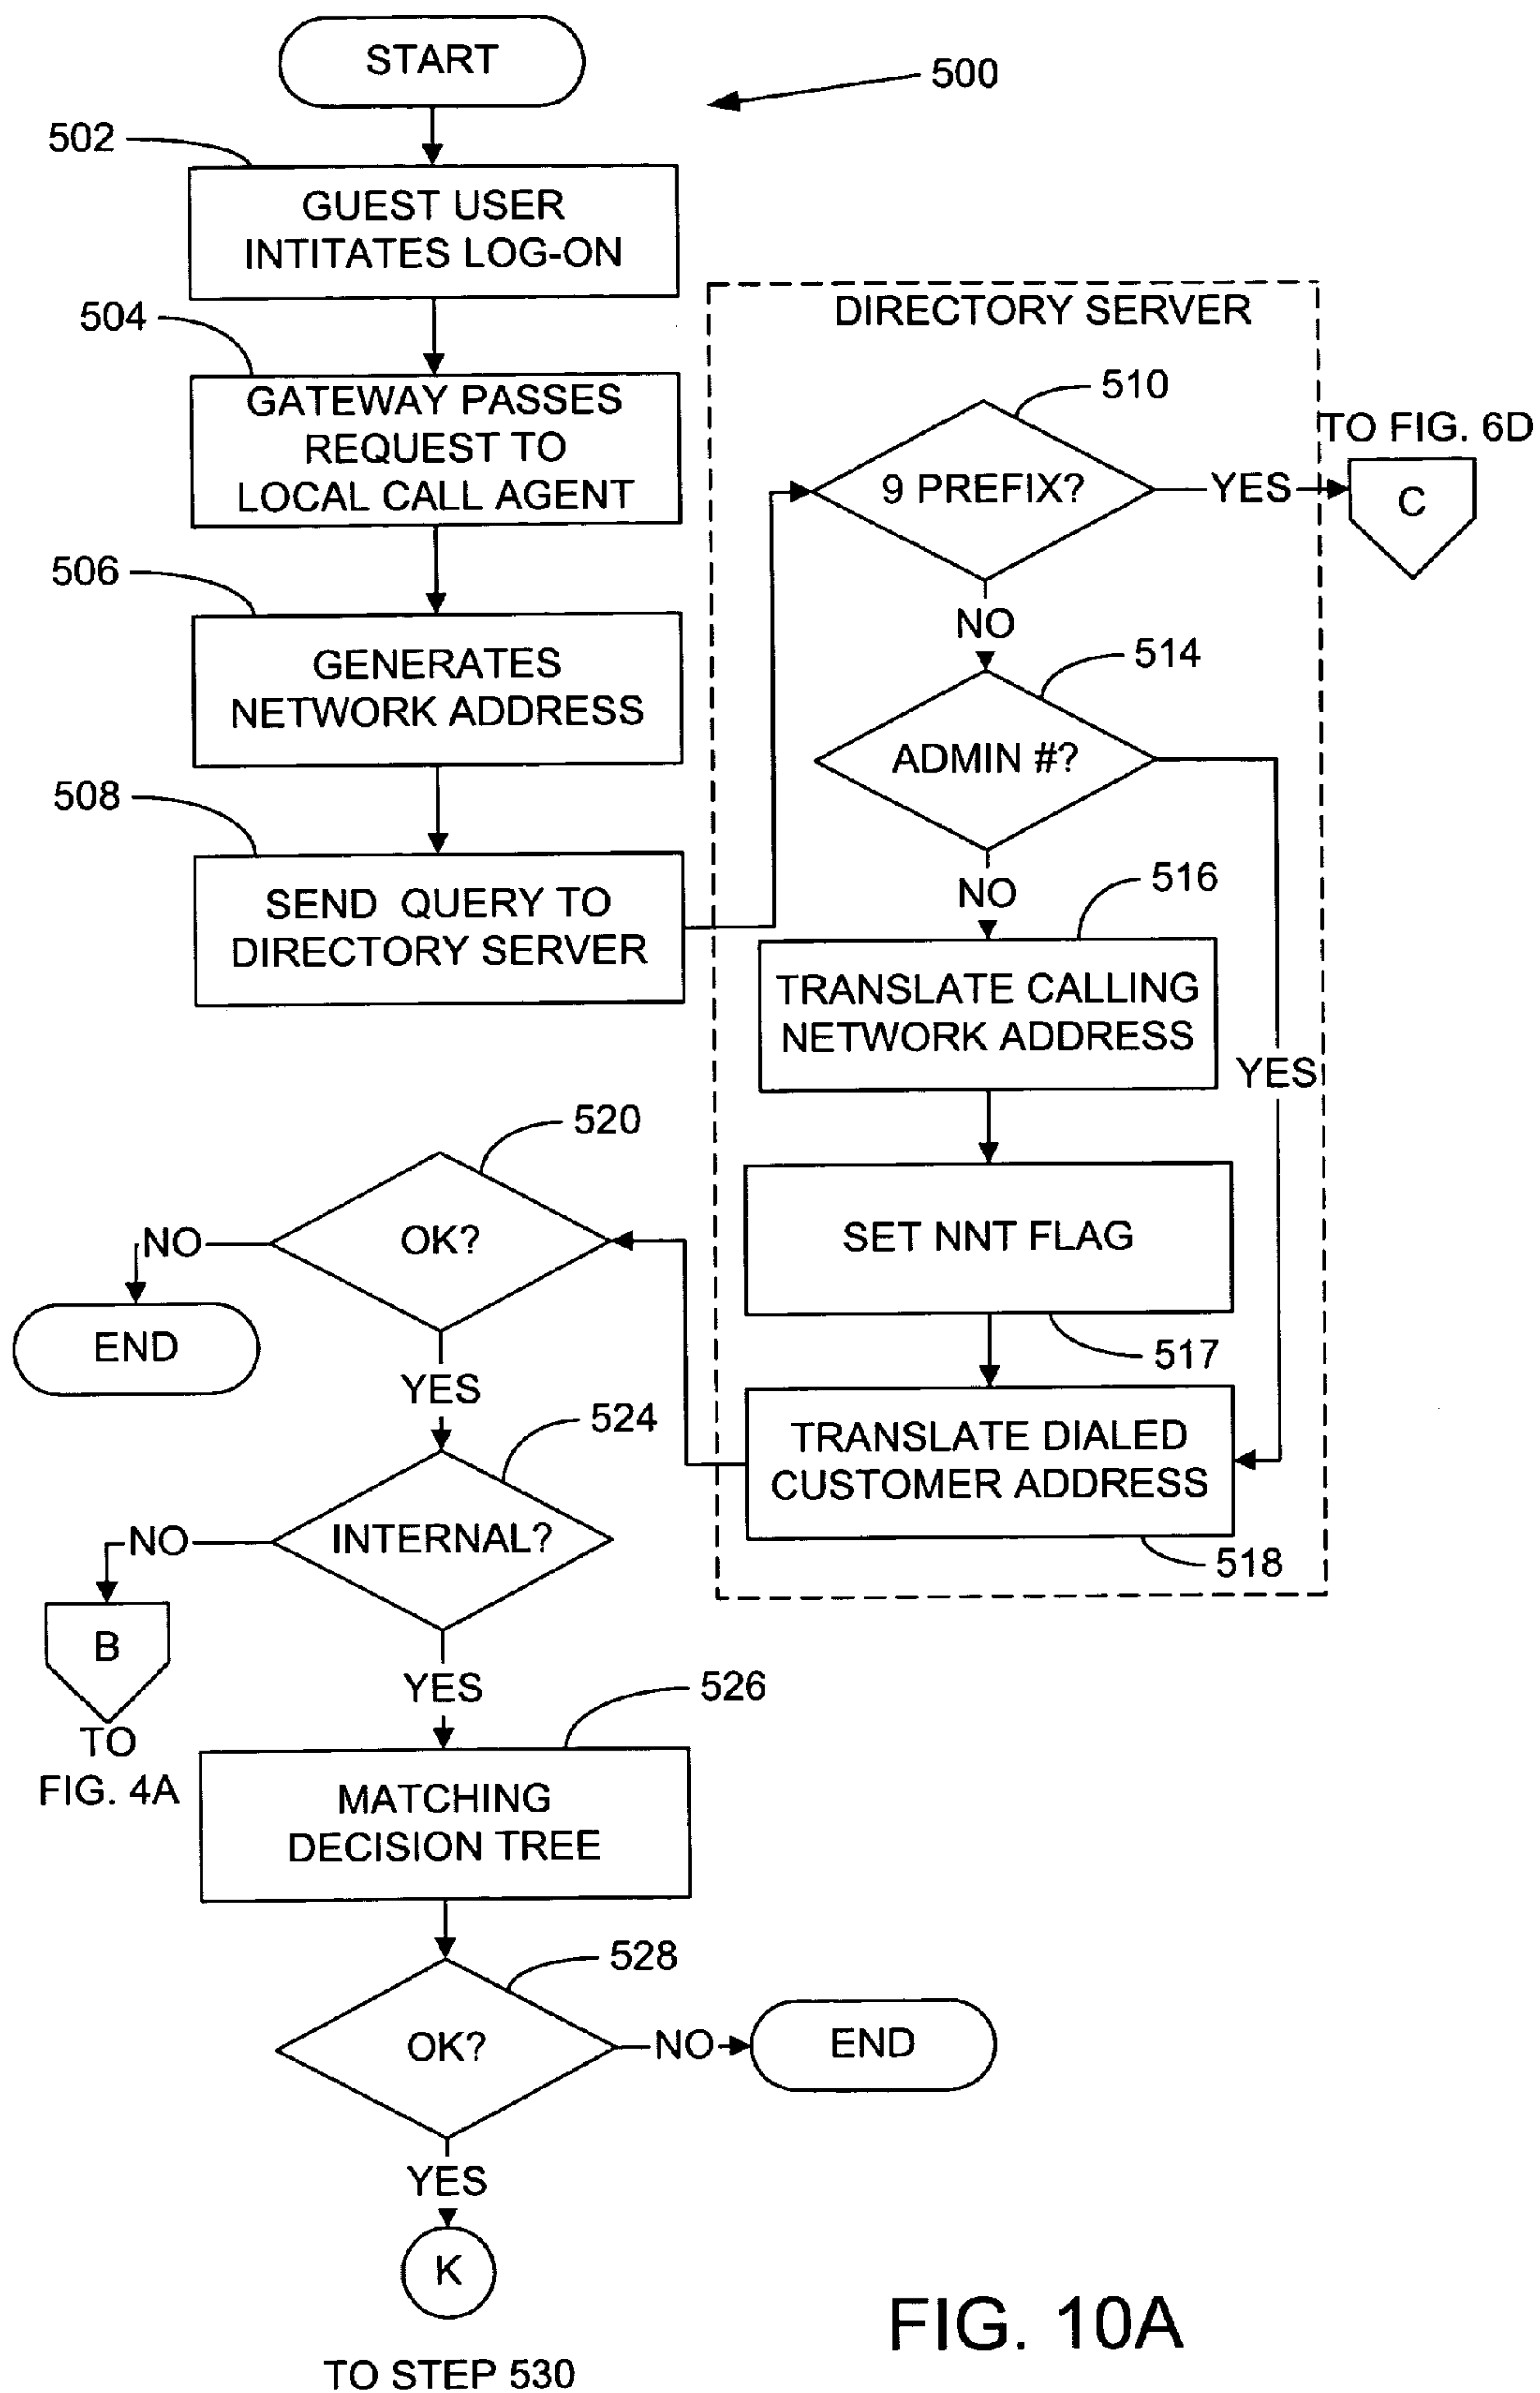 START
500
502
GUEST USER
INTITATES LOG-ON
504
GATEWAY PASSES
REQUEST TO
LOCAL CALL AGENT
506
GENERATES
NETWORK ADDRESS
508
SEND QUERY TO
DIRECTORY SERVER
DIRECTORY SERVER
510
9 PREFIX?
YES
TO FIG. 6D
C
NO
514
ADMIN #?
YES
NO
516
TRANSLATE CALLING
NETWORK ADDRESS
SET NNT FLAG
517
TRANSLATE DIALED
CUSTOMER ADDRESS
518
520
OK?
NO
END
YES
524
INTERNAL?
NO
B
TO
FIG. 4A
YES
526
MATCHING
DECISION TREE
528
OK?
NO
END
YES
K
TO STEP 530
FIG. 10A